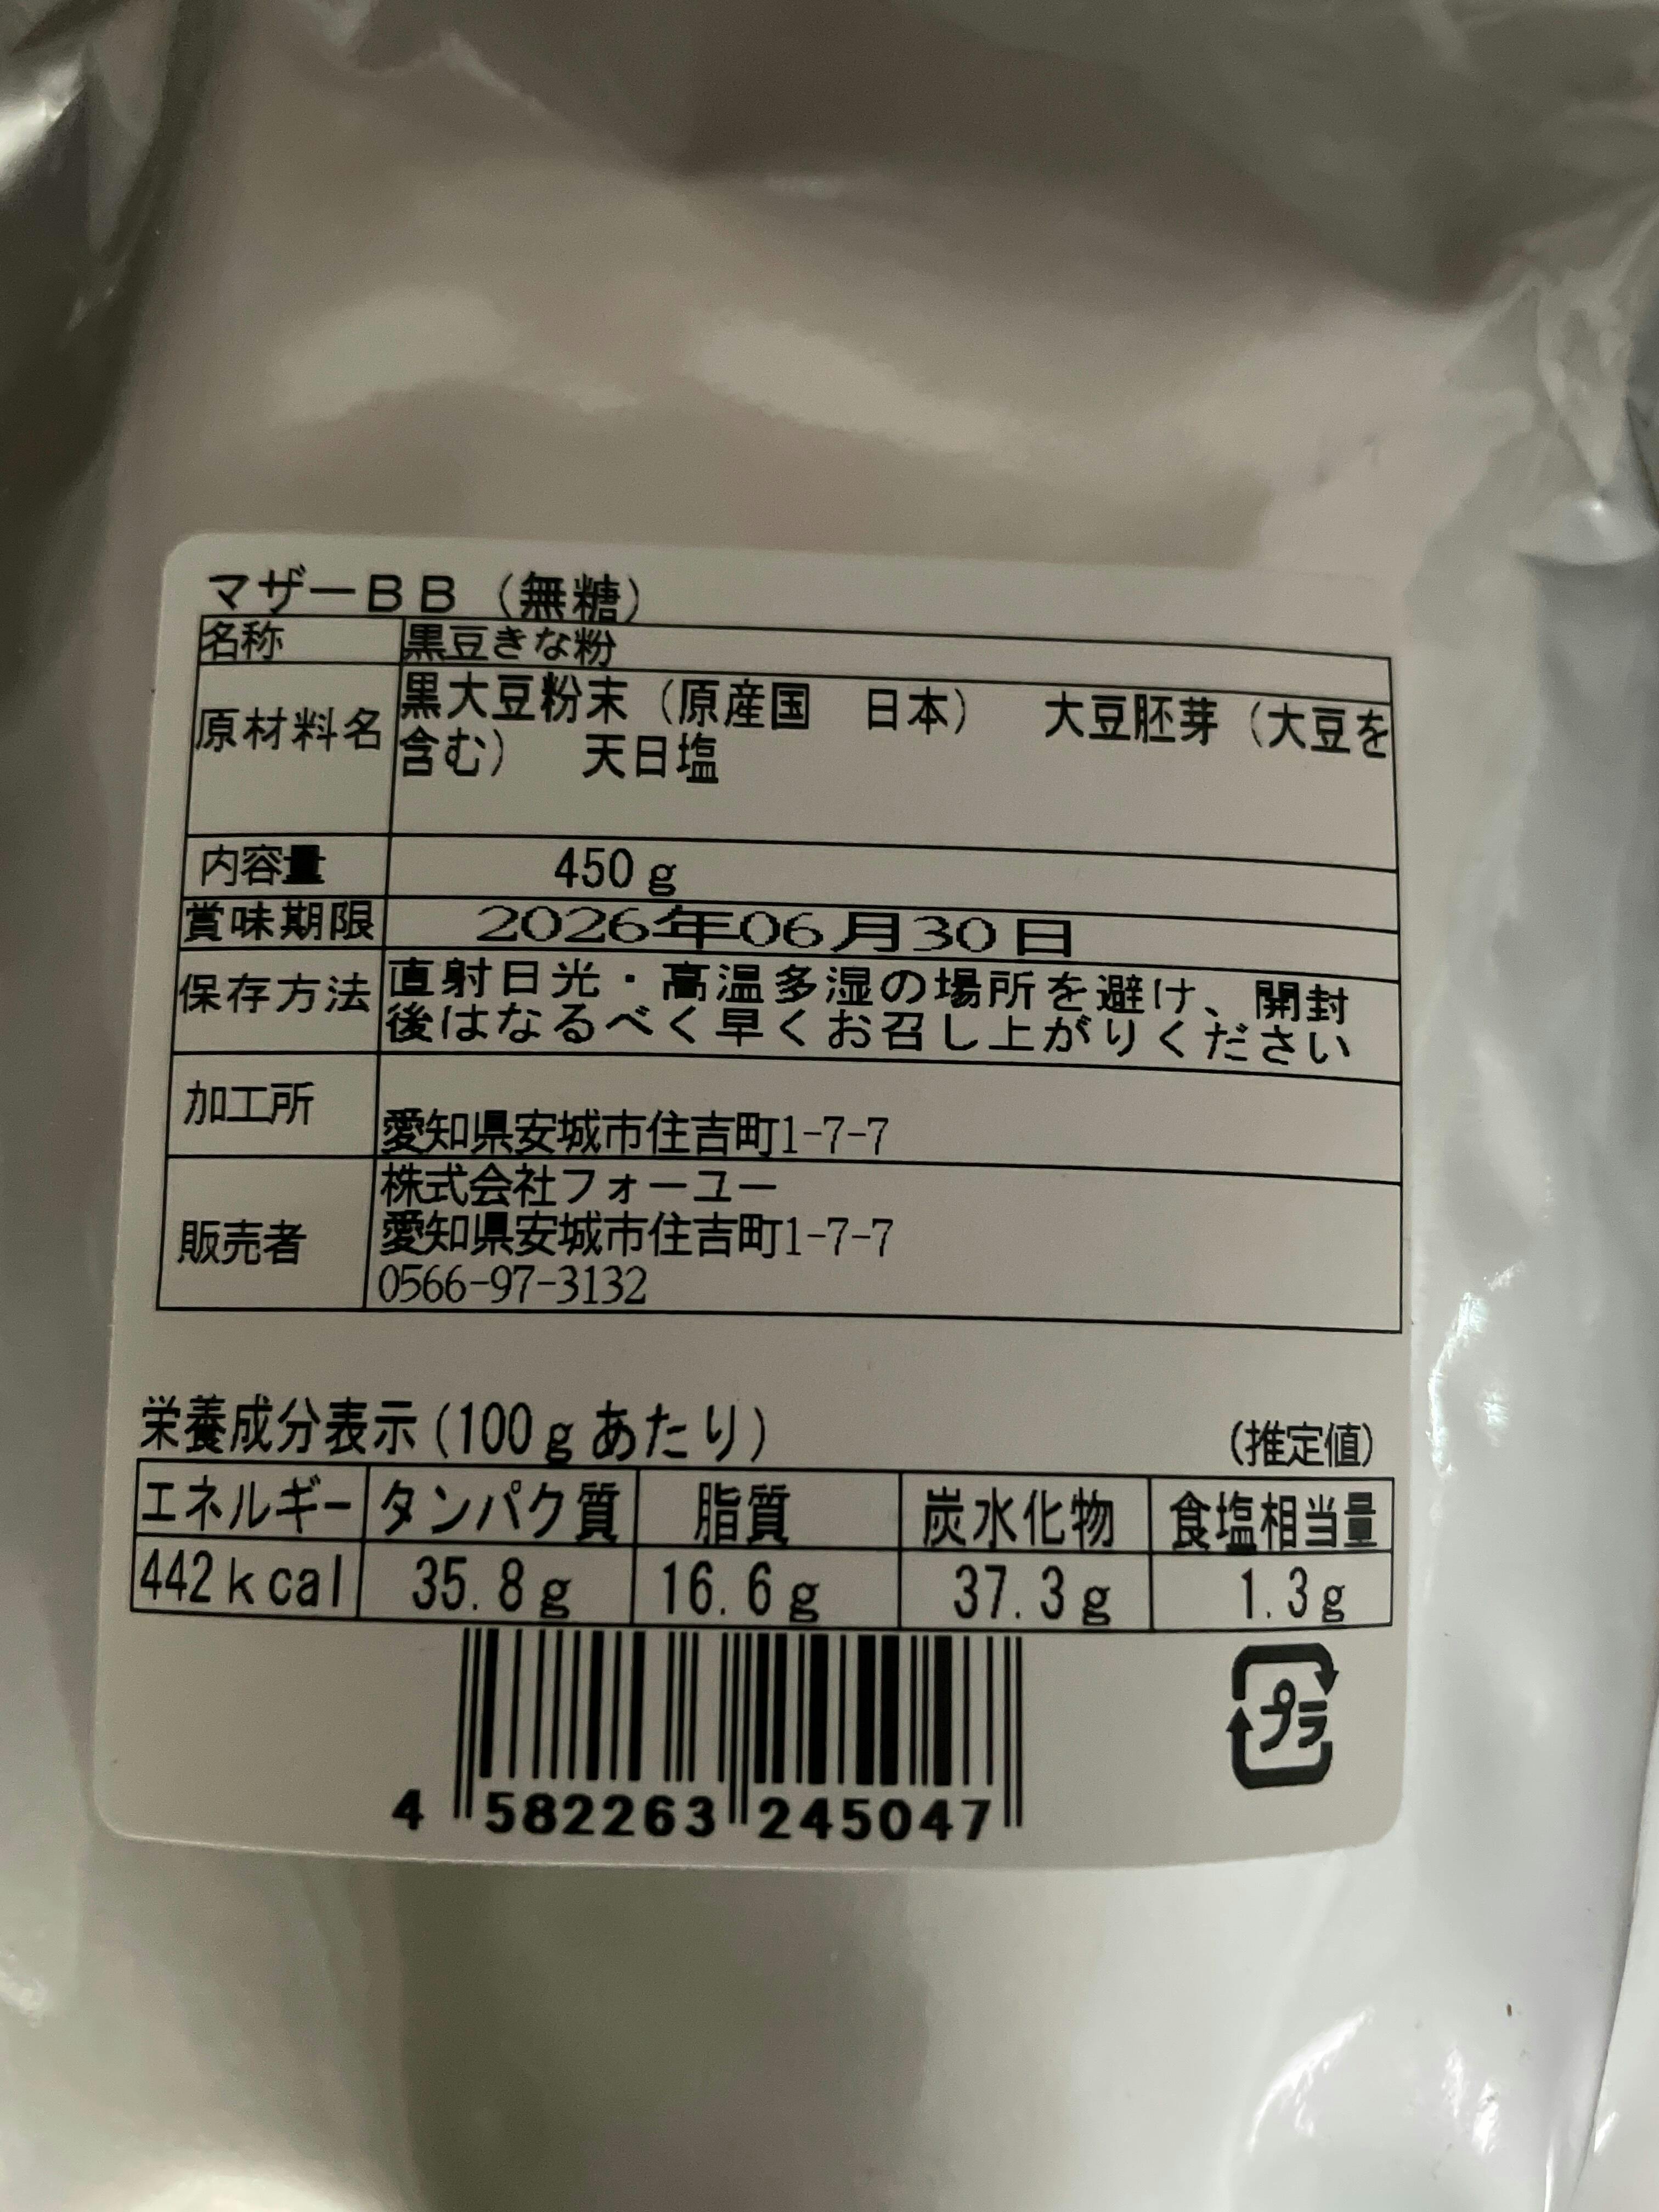 マザーＢＢ（無糖）
名称 黒豆きな粉
原材料名 黒大豆粉末（原産国　日本）　大豆胚芽（大豆を
含む）　天日塩
内容量 450ｇ
賞味期限 2026年06月30日
保存方法 直射日光・高温多湿の場所を避け、開封
後はなるべく早くお召し上がりください
加工所 愛知県安城市住吉町1-7-7
販売者 株式会社フォーユー
愛知県安城市住吉町1-7-7
0566-97-3132
栄養成分表示(100ｇあたり) (推定値)
エネルギー タンパク質 脂質 炭水化物 食塩相当量
442ｋcal 35.8ｇ 16.6ｇ 37.3ｇ 1.3ｇ
プラ
4 582263 245047